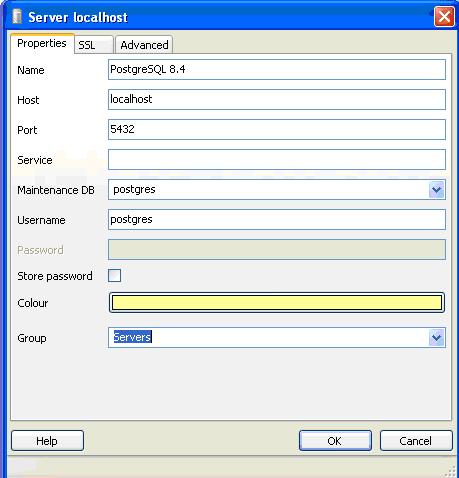 Server localhost
Properties SSL Advanced
Name PostgreSQL 8.4
Host localhost
Port 5432
Service
Maintenance DB postgres
Username postgres
Password
Store password
Colour
Group Servers
Help OK Cancel